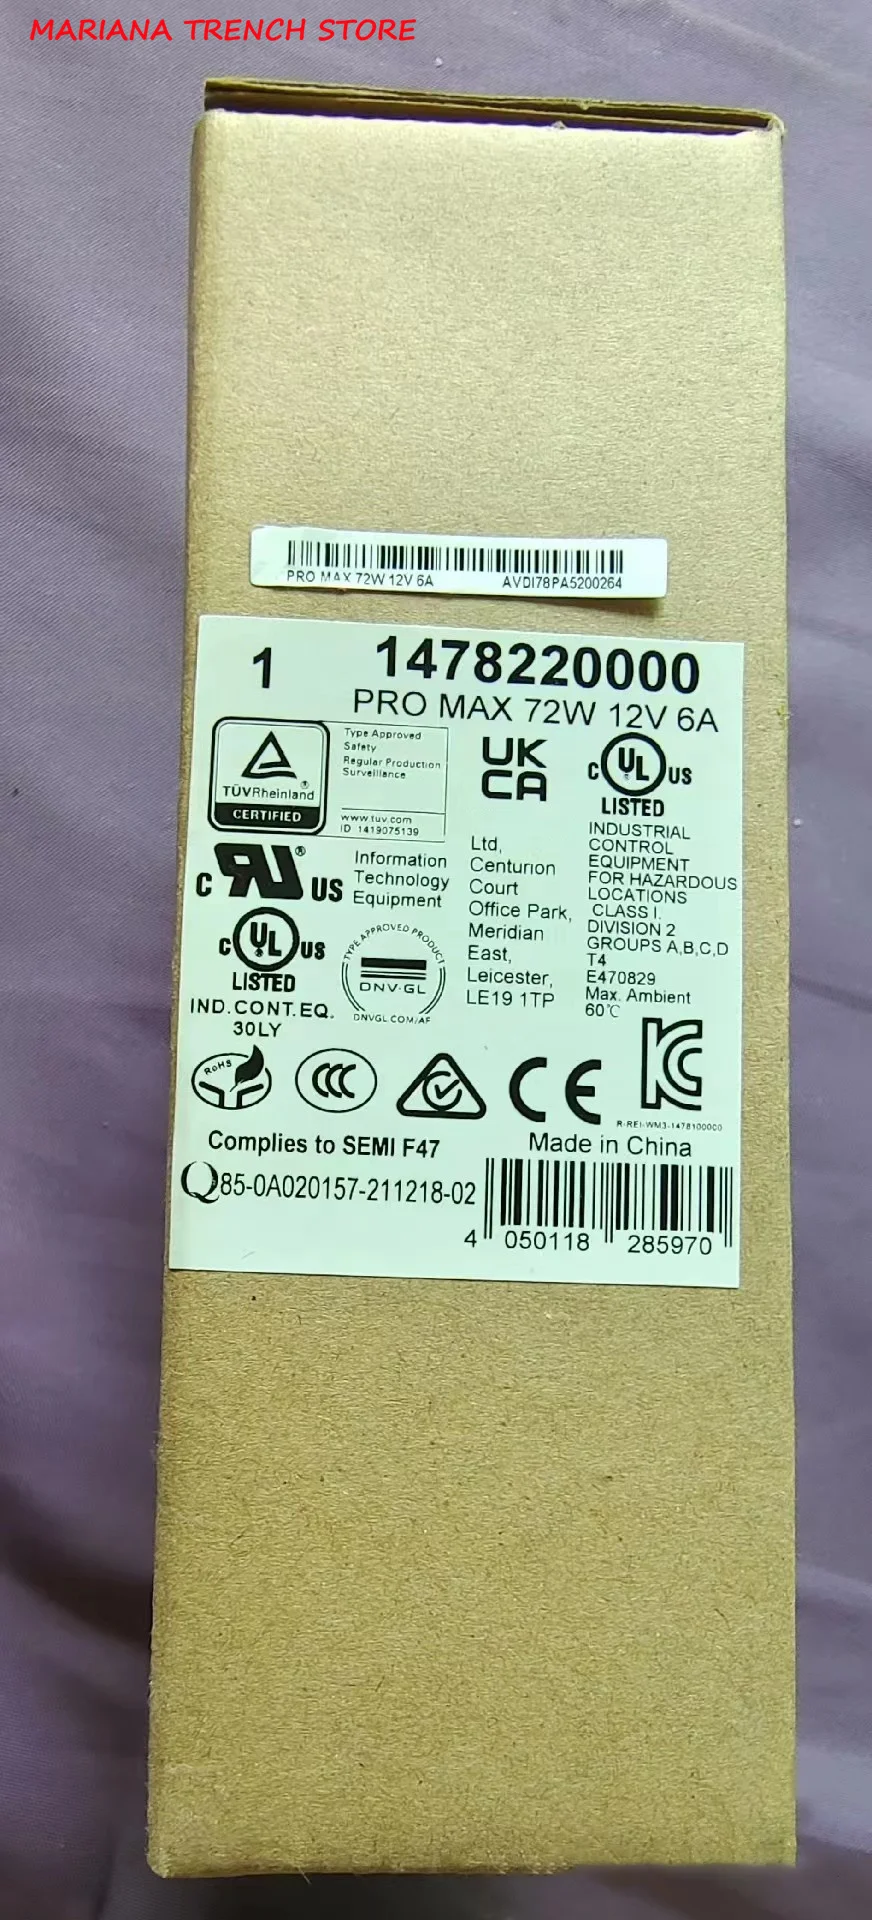 MARIANA TRENCH STORE
PRO MAX 72W 12V 6A AVDI78PA5200264
1 1478220000
PRO MAX 72W 12V 6A
TÜVRheinland ®
CERTIFIED
Type Approved
Safety
Regular Production
Surveillance
www.tuv.com
ID 1419075139
UK
CA
C UL US
LISTED
INDUSTRIAL
CONTROL
EQUIPMENT
FOR HAZARDOUS
LOCATIONS
CLASS I,
DIVISION 2
GROUPS A,B,C,D
T4
E470829
Max. Ambient
60℃
C RU ® US
Information
Technology
Equipment
Ltd,
Centurion
Court
Office Park,
Meridian
East,
Leicester,
LE19 1TP
C UL US
LISTED
IND.CONT.EQ.
30LY
TYPE APPROVED PRODUCT
DNV·GL
DNVGL.COM/AF
RoHS
CCC
CE
KC
R-REI-WM3-1478100000
Complies to SEMI F47
Made in China
Q85-0A020157-211218-02
4 050118 285970